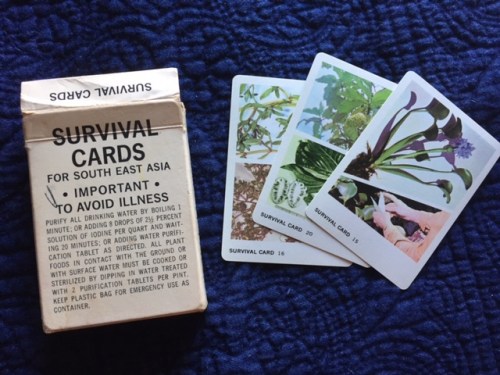 SURVIVAL CARDS
SURVIVAL
CARDS
FOR SOUTH EAST ASIA
• IMPORTANT •
TO AVOID ILLNESS
PURIFY ALL DRINKING WATER BY BOILING 1
MINUTE; OR ADDING 8 DROPS OF 2½ PERCENT
SOLUTION OF IODINE PER QUART AND WAIT-
ING 20 MINUTES; OR ADDING WATER PURIFI-
CATION TABLET AS DIRECTED. ALL PLANT
FOODS IN CONTACT WITH THE GROUND OR
WITH SURFACE WATER MUST BE COOKED OR
STERILIZED BY DIPPING IN WATER TREATED
WITH 2 PURIFICATION TABLETS PER PINT.
KEEP PLASTIC BAG FOR EMERGENCY USE AS
CONTAINER.
SURVIVAL CARD 16
SURVIVAL CARD 20
SURVIVAL CARD 15